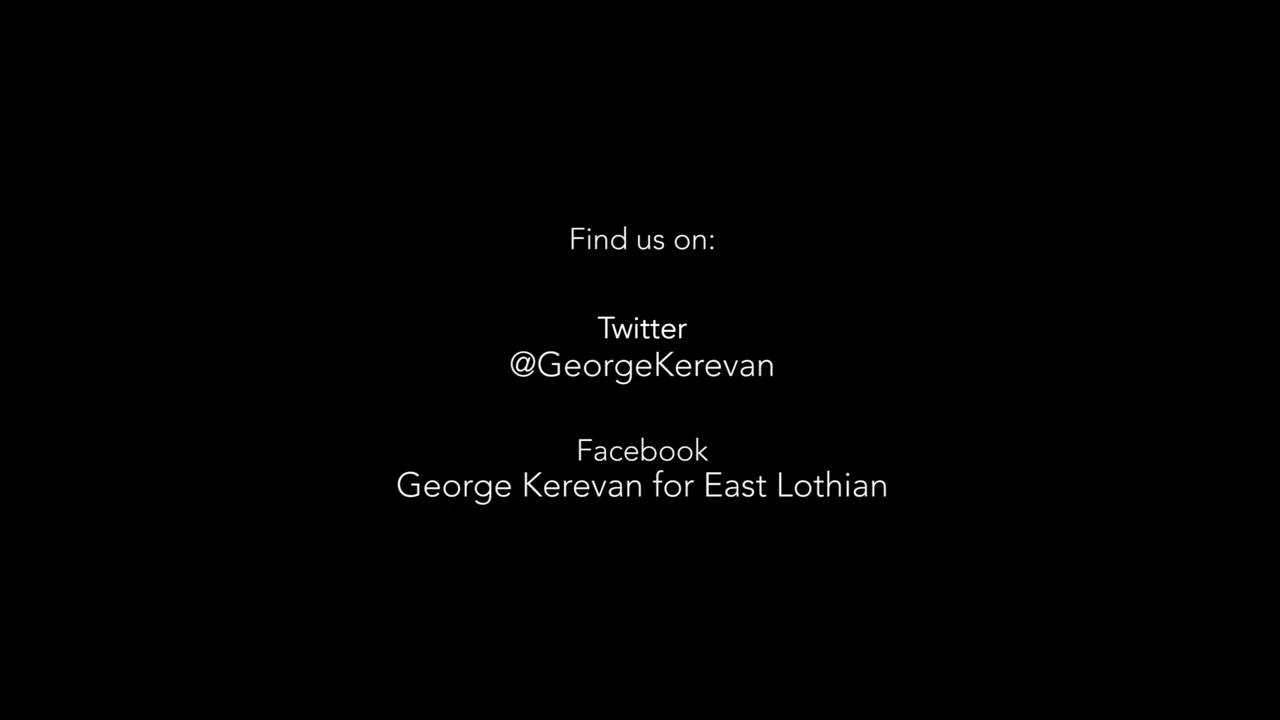 Find us on:
Twitter
@GeorgeKerevan
Facebook
George Kerevan for East Lothian